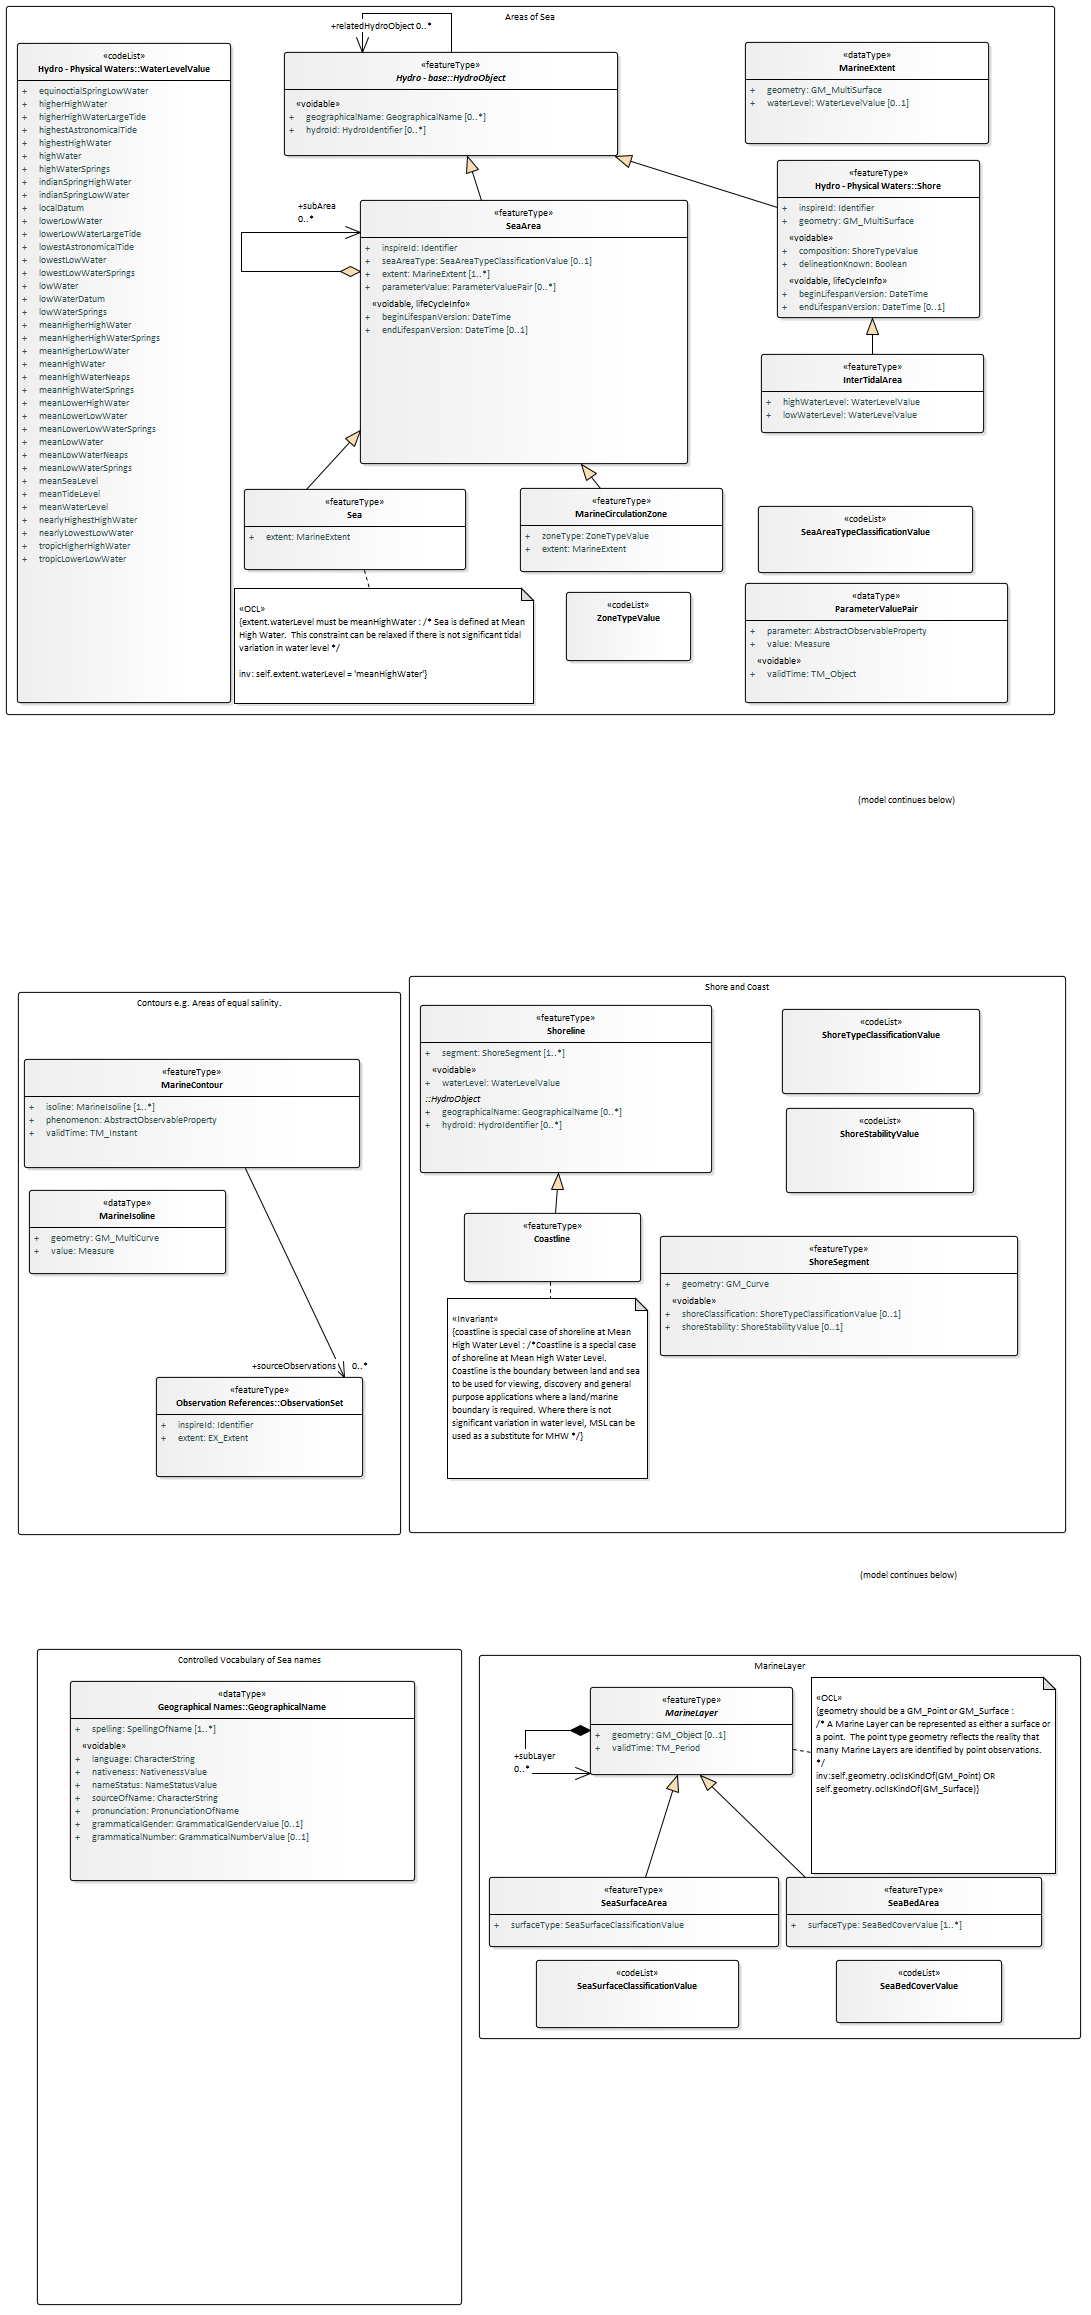 Areas of Sea
+relatedHydroObject 0..*
«codeList»
Hydro - Physical Waters::WaterLevelValue
+ equinoctialSpringLowWater
+ higherHighWater
+ higherHighWaterLargeTide
+ highestAstronomicalTide
+ highestHighWater
+ highWater
+ highWaterSprings
+ indianSpringHighWater
+ indianSpringLowWater
+ localDatum
+ lowerLowWater
+ lowerLowWaterLargeTide
+ lowestAstronomicalTide
+ lowestLowWater
+ lowestLowWaterSprings
+ lowWater
+ lowWaterDatum
+ lowWaterSprings
+ meanHigherHighWater
+ meanHigherHighWaterSprings
+ meanHigherLowWater
+ meanHighWater
+ meanHighWaterNeaps
+ meanHighWaterSprings
+ meanLowerHighWater
+ meanLowerLowWater
+ meanLowerLowWaterSprings
+ meanLowWater
+ meanLowWaterNeaps
+ meanLowWaterSprings
+ meanSeaLevel
+ meanTideLevel
+ meanWaterLevel
+ nearlyHighestHighWater
+ nearlyLowestLowWater
+ tropicHigherHighWater
+ tropicLowerLowWater
«featureType»
Hydro - base::HydroObject
«voidable»
+ geographicalName: GeographicalName [0..*]
+ hydroId: HydroIdentifier [0..*]
«dataType»
MarineExtent
+ geometry: GM_MultiSurface
+ waterLevel: WaterLevelValue [0..1]
«featureType»
Hydro - Physical Waters::Shore
+ inspireId: Identifier
+ geometry: GM_MultiSurface
«voidable»
+ composition: ShoreTypeValue
+ delineationKnown: Boolean
«voidable, lifeCycleInfo»
+ beginLifespanVersion: DateTime
+ endLifespanVersion: DateTime [0..1]
+subArea
0..*
«featureType»
SeaArea
+ inspireId: Identifier
+ seaAreaType: SeaAreaTypeClassificationValue [0..1]
+ extent: MarineExtent [1..*]
+ parameterValue: ParameterValuePair [0..*]
«voidable, lifeCycleInfo»
+ beginLifespanVersion: DateTime
+ endLifespanVersion: DateTime [0..1]
«featureType»
InterTidalArea
+ highWaterLevel: WaterLevelValue
+ lowWaterLevel: WaterLevelValue
«featureType»
Sea
+ extent: MarineExtent
«featureType»
MarineCirculationZone
+ zoneType: ZoneTypeValue
+ extent: MarineExtent
«codeList»
SeaAreaTypeClassificationValue
«OCL»
{extent.waterLevel must be meanHighWater : /* Sea is defined at Mean
High Water.  This constraint can be relaxed if there is not significant tidal
variation in water level */
inv: self.extent.waterLevel = 'meanHighWater'}
«codeList»
ZoneTypeValue
«dataType»
ParameterValuePair
+ parameter: AbstractObservableProperty
+ value: Measure
«voidable»
+ validTime: TM_Object
(model continues below)
Contours e.g. Areas of equal salinity.
«featureType»
MarineContour
+ isoline: MarineIsoline [1..*]
+ phenomenon: AbstractObservableProperty
+ validTime: TM_Instant
«dataType»
MarineIsoline
+ geometry: GM_MultiCurve
+ value: Measure
+sourceObservations 0..*
«featureType»
Observation References::ObservationSet
+ inspireId: Identifier
+ extent: EX_Extent
Shore and Coast
«featureType»
Shoreline
+ segment: ShoreSegment [1..*]
«voidable»
+ waterLevel: WaterLevelValue
::HydroObject
+ geographicalName: GeographicalName [0..*]
+ hydroId: HydroIdentifier [0..*]
«codeList»
ShoreTypeClassificationValue
«codeList»
ShoreStabilityValue
«featureType»
Coastline
«featureType»
ShoreSegment
+ geometry: GM_Curve
«voidable»
+ shoreClassification: ShoreTypeClassificationValue [0..1]
+ shoreStability: ShoreStabilityValue [0..1]
«Invariant»
{coastline is special case of shoreline at Mean
High Water Level : /*Coastline is a special case
of shoreline at Mean High Water Level.
Coastline is the boundary between land and sea
to be used for viewing, discovery and general
purpose applications where a land/marine
boundary is required. Where there is not
significant variation in water level, MSL can be
used as a substitute for MHW */}
(model continues below)
Controlled Vocabulary of Sea names
«dataType»
Geographical Names::GeographicalName
+ spelling: SpellingOfName [1..*]
«voidable»
+ language: CharacterString
+ nativeness: NativenessValue
+ nameStatus: NameStatusValue
+ sourceOfName: CharacterString
+ pronunciation: PronunciationOfName
+ grammaticalGender: GrammaticalGenderValue [0..1]
+ grammaticalNumber: GrammaticalNumberValue [0..1]
MarineLayer
«featureType»
MarineLayer
+ geometry: GM_Object [0..1]
+ validTime: TM_Period
+subLayer
0..*
«OCL»
{geometry should be a GM_Point or GM_Surface :
/* A Marine Layer can be represented as either a surface or
a point.  The point type geometry reflects the reality that
many Marine Layers are identified by point observations.
*/
inv:self.geometry.oclIsKindOf(GM_Point) OR
self.geometry.oclIsKindOf(GM_Surface)}
«featureType»
SeaSurfaceArea
+ surfaceType: SeaSurfaceClassificationValue
«featureType»
SeaBedArea
+ surfaceType: SeaBedCoverValue [1..*]
«codeList»
SeaSurfaceClassificationValue
«codeList»
SeaBedCoverValue